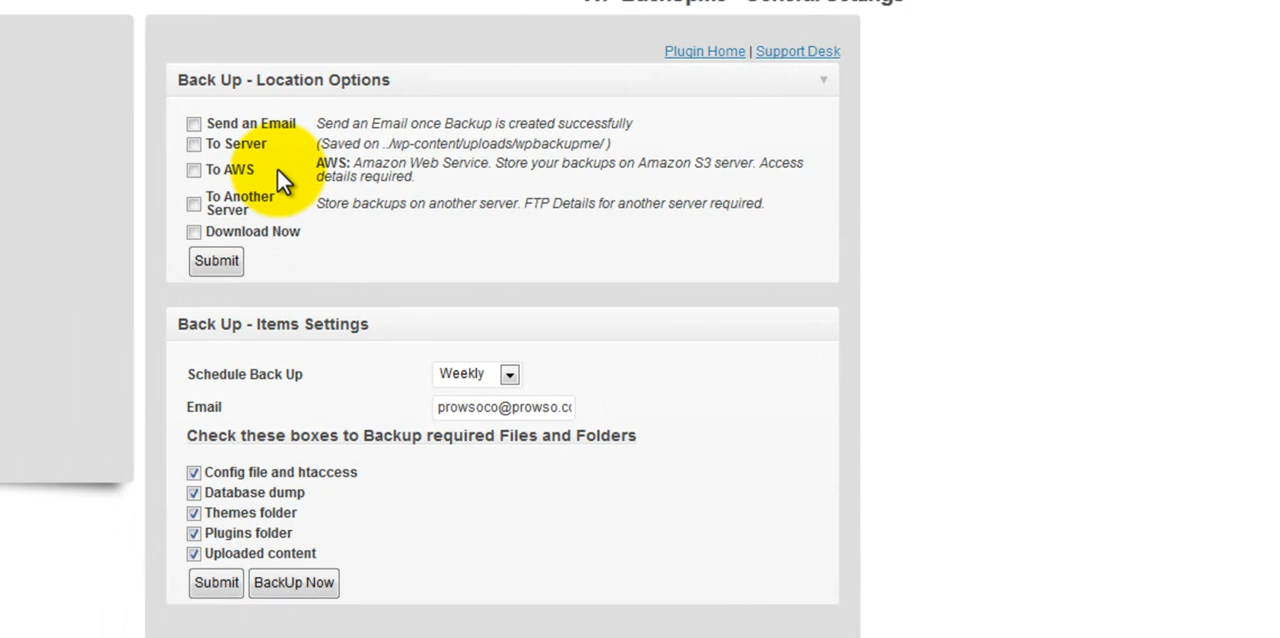 Plugin Home | Support Desk
Back Up - Location Options
Send an Email Send an Email once Backup is created successfully
To Server (Saved on ../wp-content/uploads/wpbackupme/ )
To AWS AWS: Amazon Web Service. Store your backups on Amazon S3 server. Access
details required.
To Another
Server Store backups on another server. FTP Details for another server required.
Download Now
Submit
Back Up - Items Settings
Schedule Back Up Weekly
Email prowsoco@prowso.cc
Check these boxes to Backup required Files and Folders
Config file and htaccess
Database dump
Themes folder
Plugins folder
Uploaded content
Submit BackUp Now